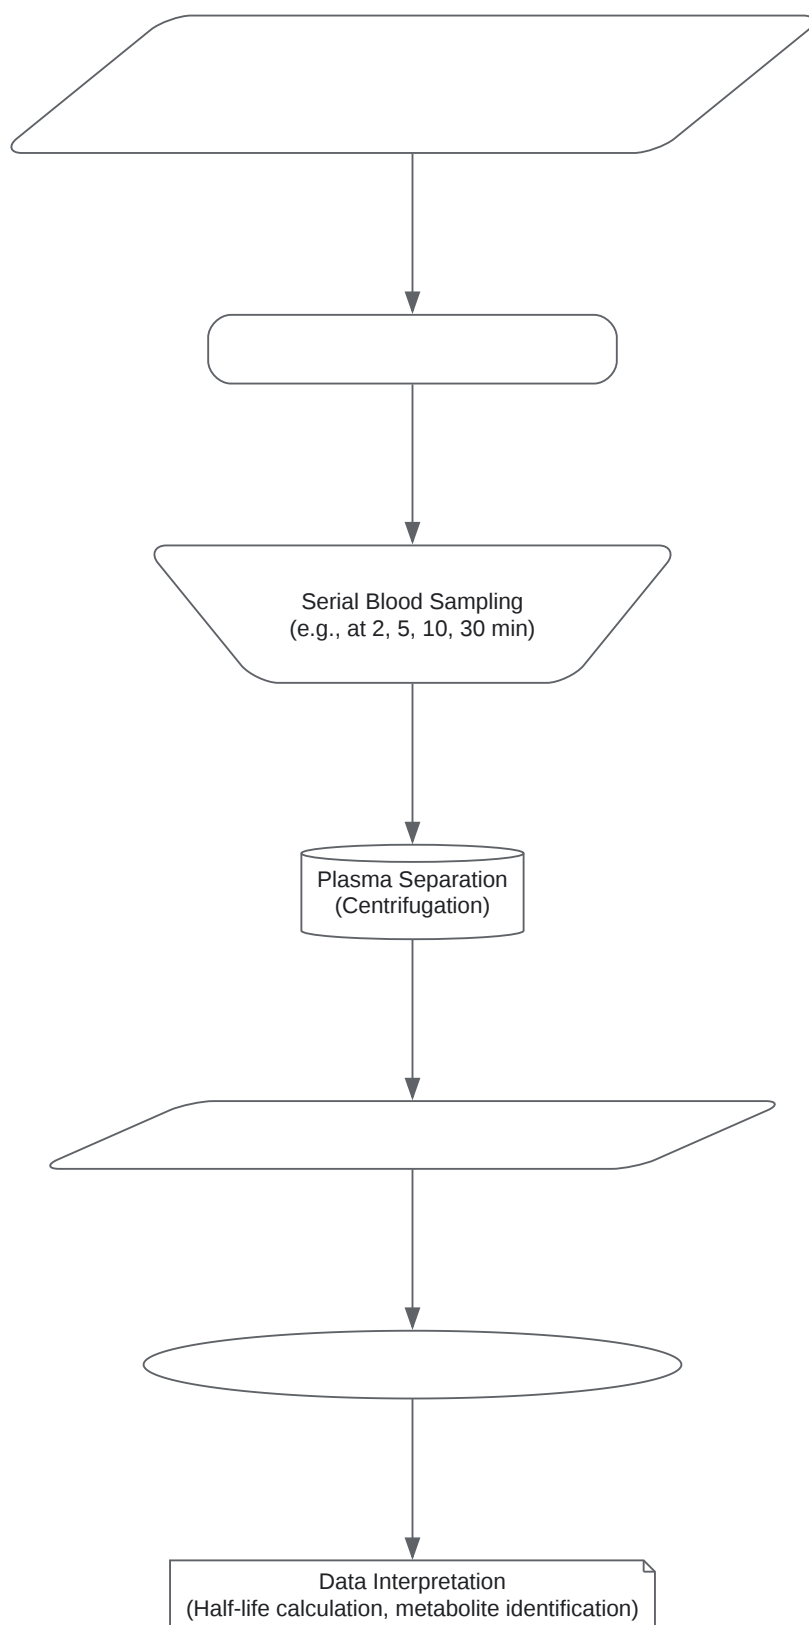 Serial Blood Sampling
(e.g., at 2, 5, 10, 30 min)
Plasma Separation
(Centrifugation)
Data Interpretation
(Half-life calculation, metabolite identification)